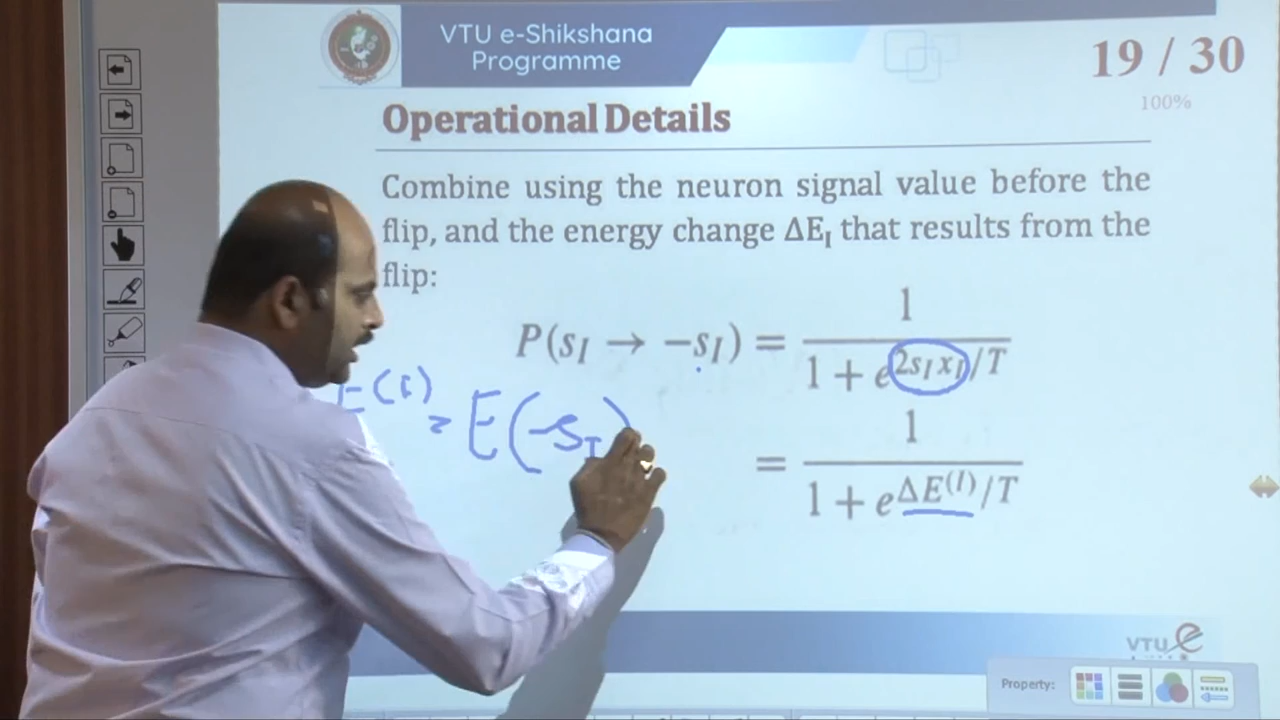 VTU e-Shikshana
Programme
19 / 30
100%
Operational Details
Combine using the neuron signal value before the
flip, and the energy change ΔE_I that results from the
flip:
P(s_I → −s_I) = 1 / (1 + e^{2s_I x_I/T})
= 1 / (1 + e^{ΔE^{(I)}/T})
E^{(I)} = E(-s_I)
VTU e
Property: